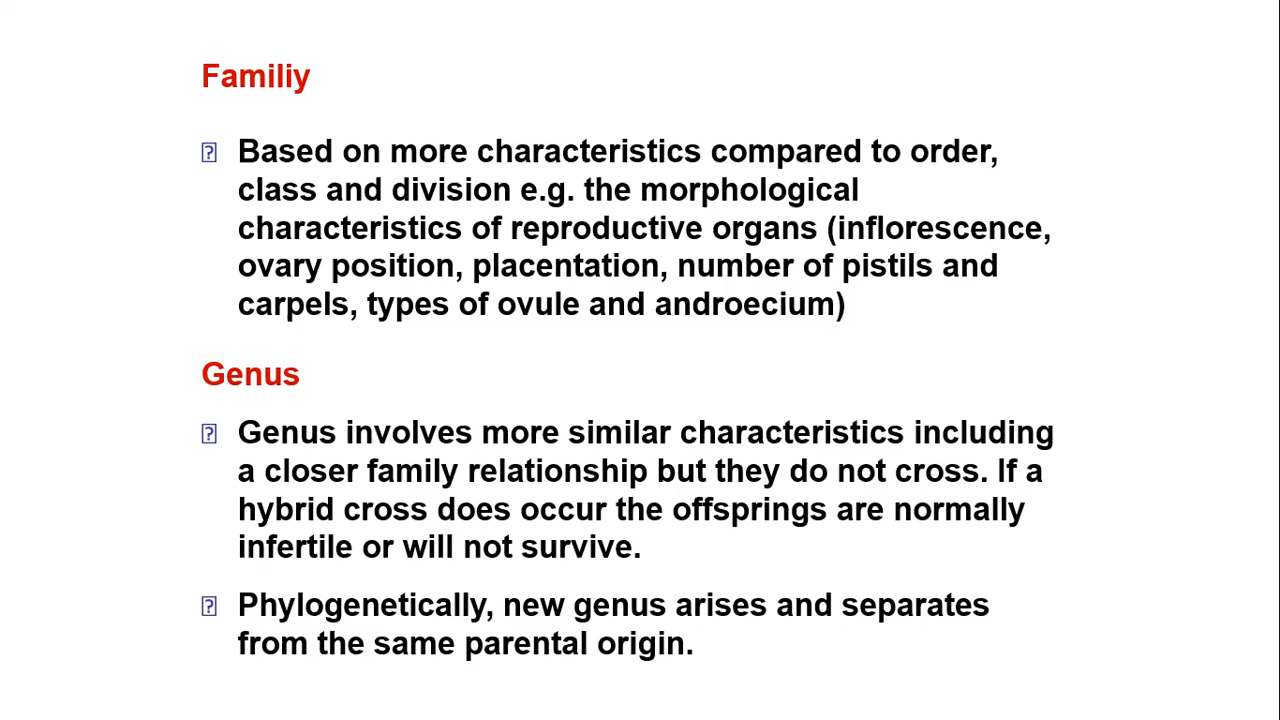 Familiy
Based on more characteristics compared to order,
class and division e.g. the morphological
characteristics of reproductive organs (inflorescence,
ovary position, placentation, number of pistils and
carpels, types of ovule and androecium)
Genus
Genus involves more similar characteristics including
a closer family relationship but they do not cross. If a
hybrid cross does occur the offsprings are normally
infertile or will not survive.
Phylogenetically, new genus arises and separates
from the same parental origin.